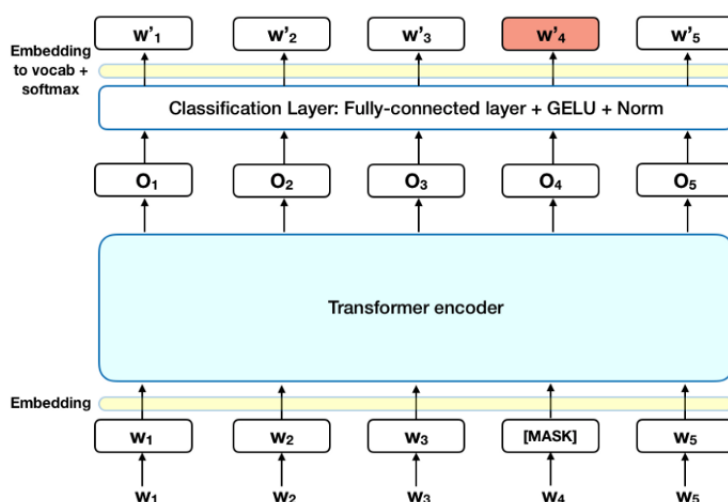 w'1 w'2 w'3 w'4 w'5
Embedding
to vocab +
softmax
Classification Layer: Fully-connected layer + GELU + Norm
O1 O2 O3 O4 O5
Transformer encoder
Embedding
W1 W2 W3 [MASK] W5
W1 W2 W3 W4 W5